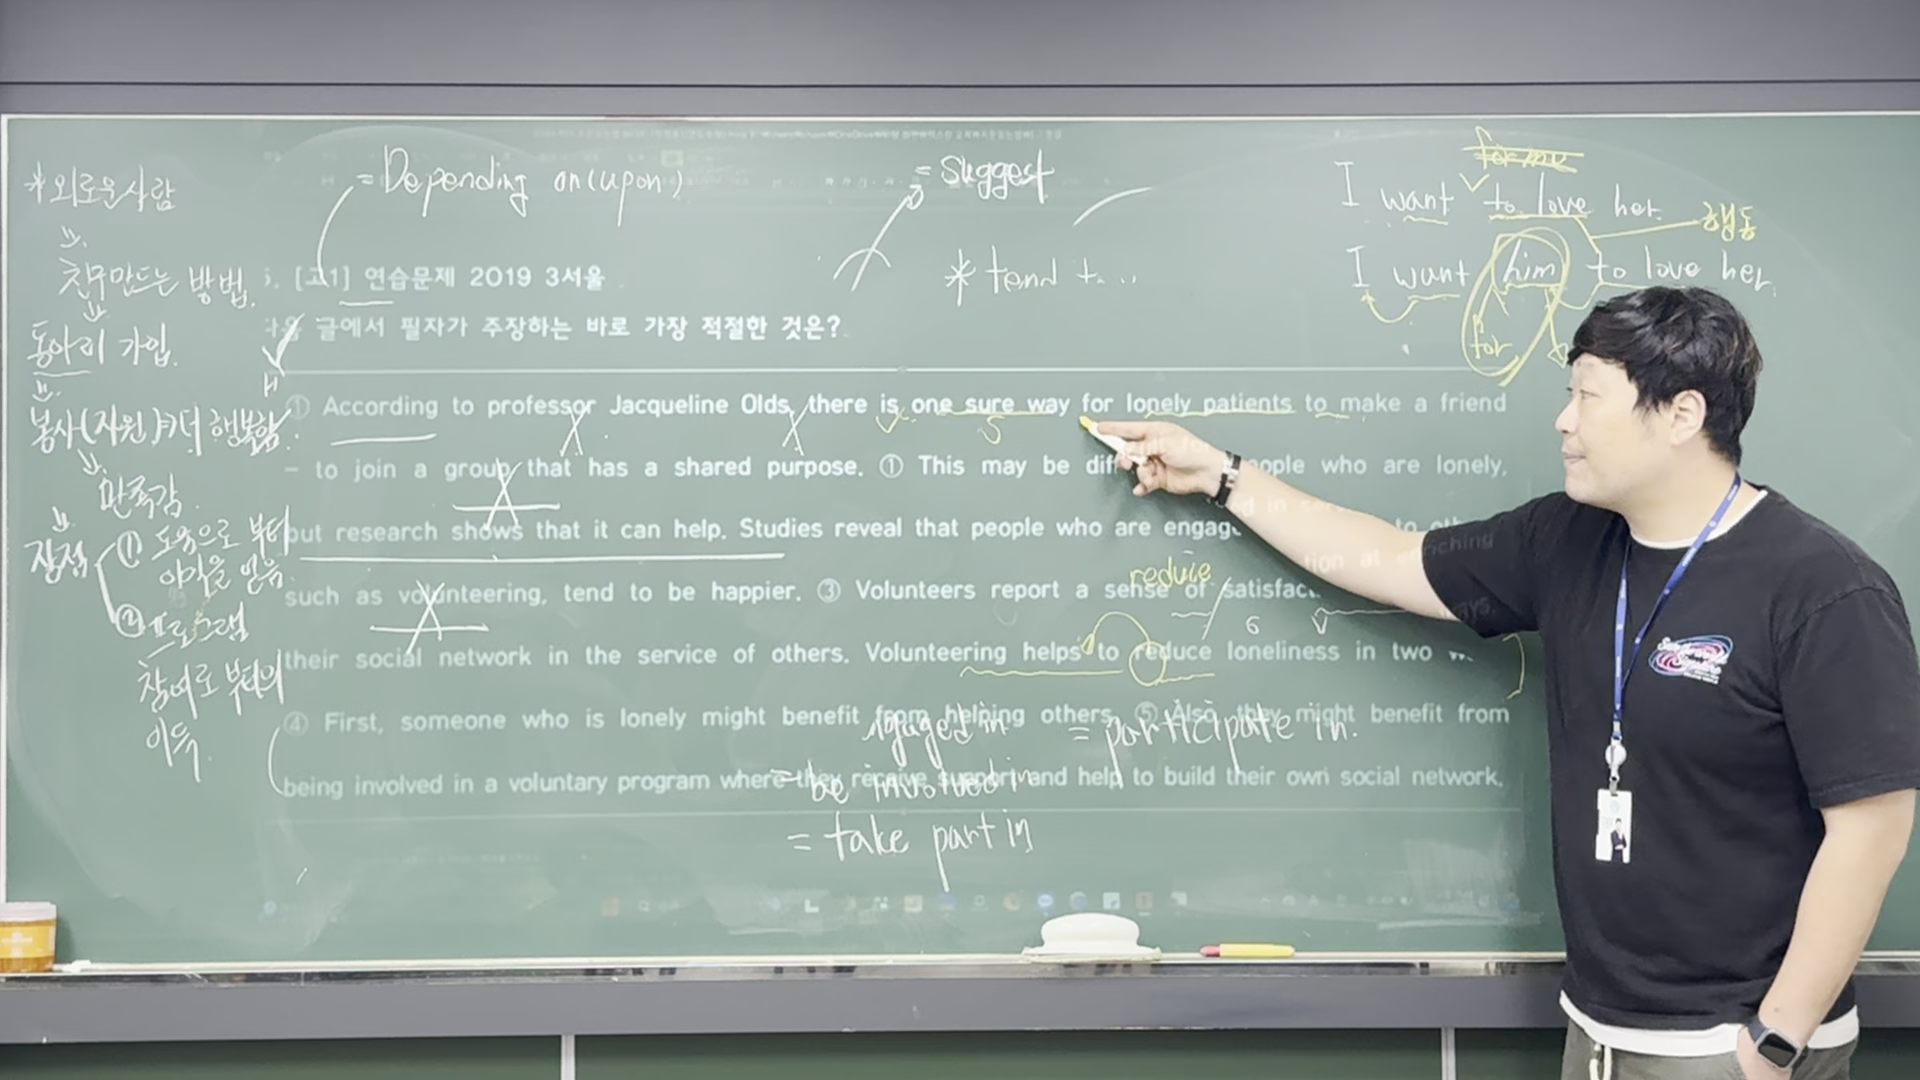 *외로운사람
친구만드는 방법.
동아리 가입.
봉사(자원)→더 행복함.
만족감.
장점
① 도움으로 부터
이익을 얻음.
② 프로그램
참여로 부터의
이득.
= Depending on(upon)
= suggest
* tend to...
for me
I want to love her.
행동
I want him to love her.
for
[고1] 연습문제 2019 3서울
글에서 필자가 주장하는 바로 가장 적절한 것은?
① According to professor Jacqueline Olds, there is one sure way for lonely patients to make a friend
– to join a group that has a shared purpose. ① This may be people who are lonely,
but research shows that it can help. Studies reveal that people who are
such as volunteering, tend to be happier. ③ Volunteers report a sense of enriching
reduce
their social network in the service of others. Volunteering helps to reduce loneliness in two
④ First, someone who is lonely might benefit from helping others. ⑤ Also, they might benefit from
being involved in a voluntary program where they receive support and help to build their own social network.
engaged in = participate in.
= be involved in
= take part in